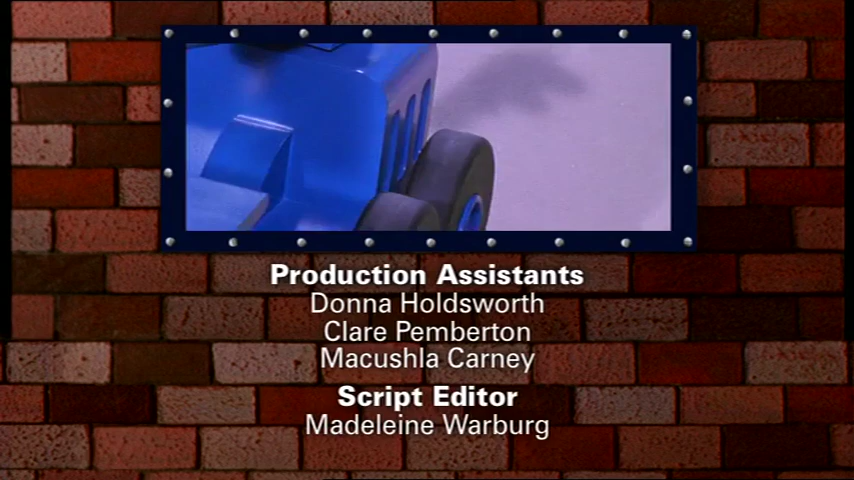 Production Assistants
Donna Holdsworth
Clare Pemberton
Macushla Carney
Script Editor
Madeleine Warburg